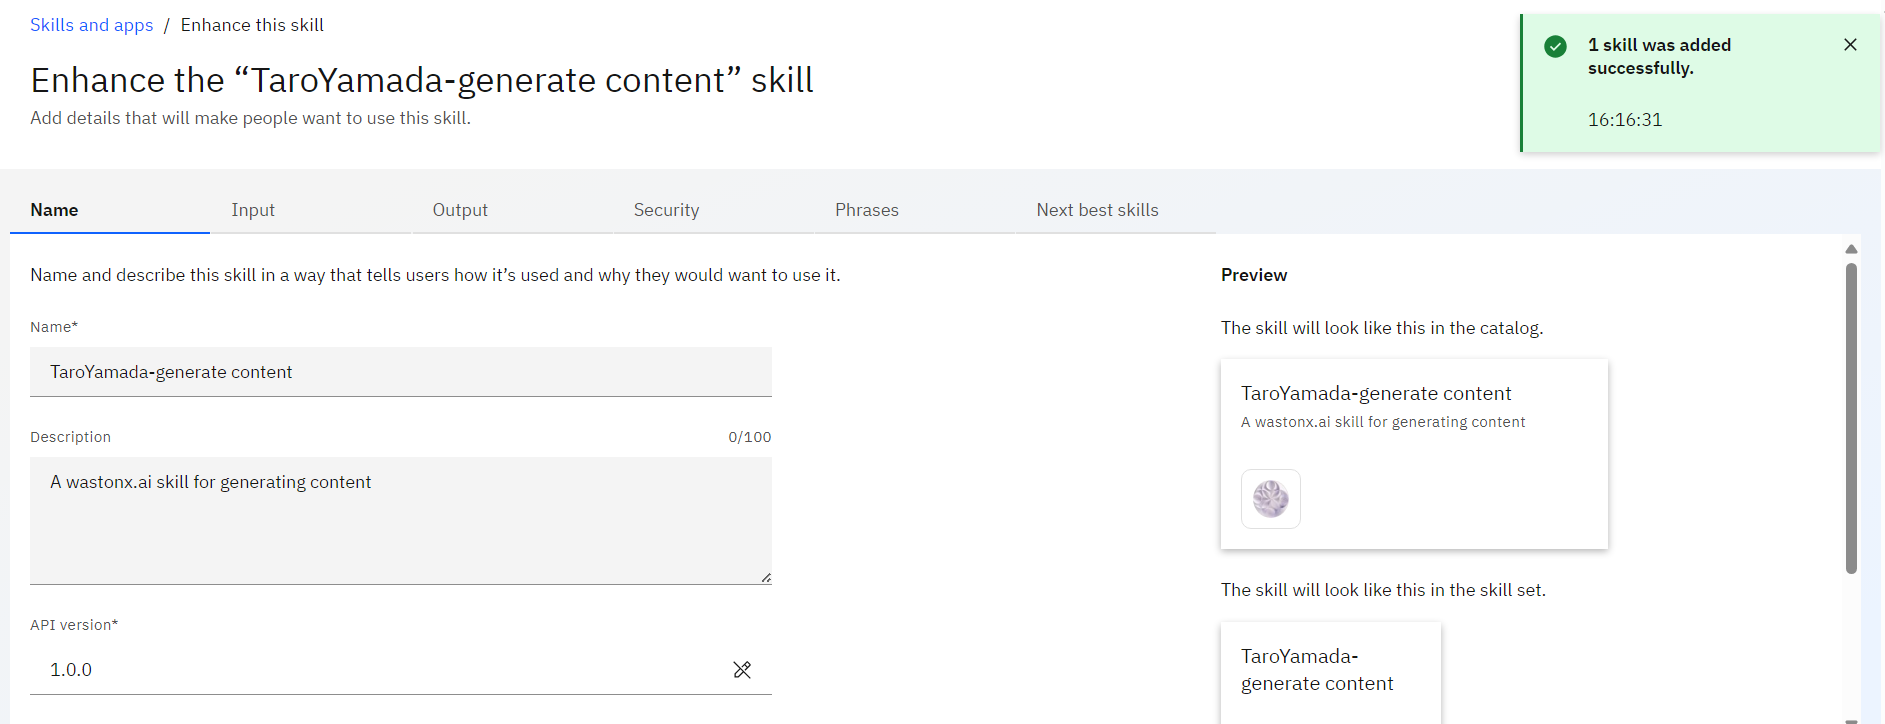 Skills and apps / Enhance this skill
Enhance the “TaroYamada-generate content” skill
Add details that will make people want to use this skill.
1 skill was added
successfully.
16:16:31
Name Input Output Security Phrases Next best skills
Name and describe this skill in a way that tells users how it’s used and why they would want to use it.
Name*
TaroYamada-generate content
Description 0/100
A wastonx.ai skill for generating content
API version*
1.0.0
Preview
The skill will look like this in the catalog.
TaroYamada-generate content
A wastonx.ai skill for generating content
The skill will look like this in the skill set.
TaroYamada-
generate content